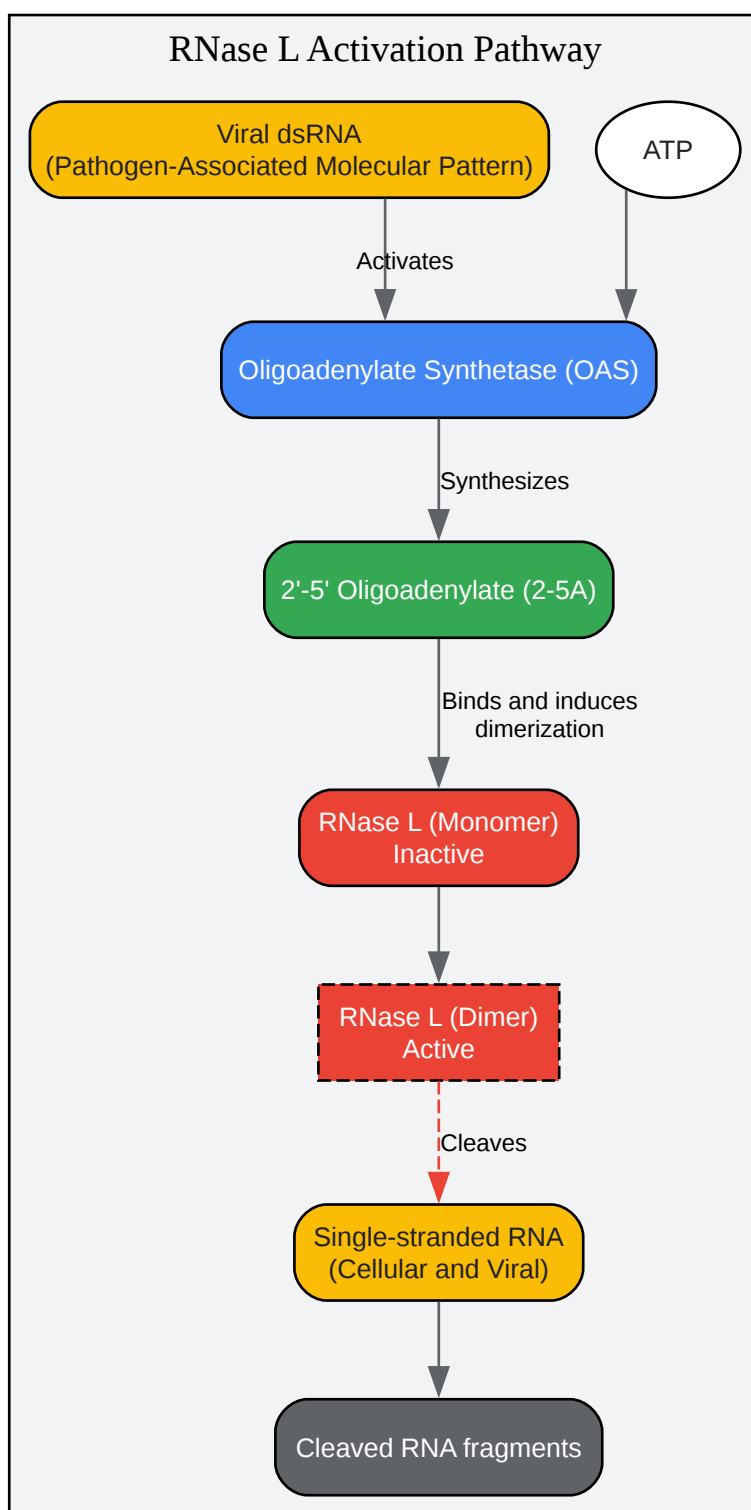 RNase L Activation Pathway
Viral dsRNA
(Pathogen-Associated Molecular Pattern)
ATP
Activates
Oligoadenylate Synthetase (OAS)
Synthesizes
2'-5' Oligoadenylate (2-5A)
Binds and induces
dimerization
RNase L (Monomer)
Inactive
RNase L (Dimer)
Active
Cleaves
Single-stranded RNA
(Cellular and Viral)
Cleaved RNA fragments